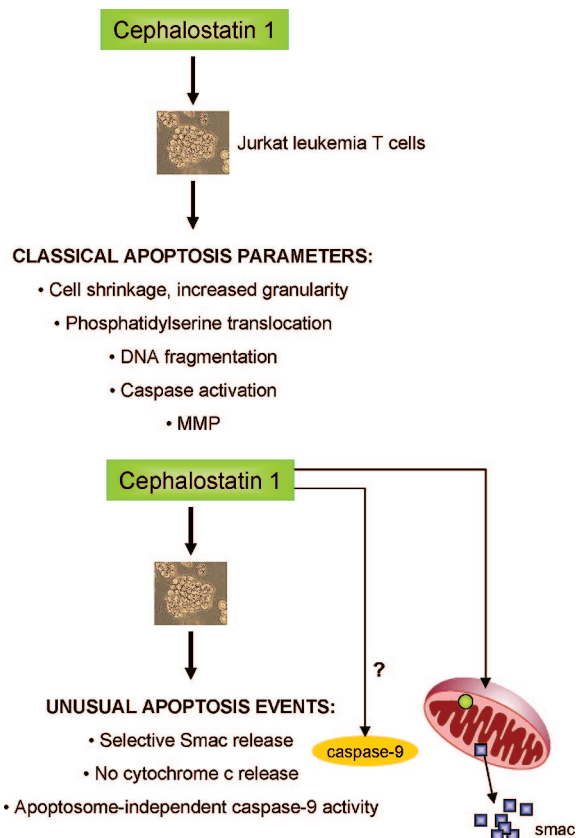 Cephalostatin 1
Jurkat leukemia T cells
CLASSICAL APOPTOSIS PARAMETERS:
• Cell shrinkage, increased granularity
• Phosphatidylserine translocation
• DNA fragmentation
• Caspase activation
• MMP
Cephalostatin 1
?
UNUSUAL APOPTOSIS EVENTS:
• Selective Smac release
caspase-9
• No cytochrome c release
• Apoptosome-independent caspase-9 activity
smac